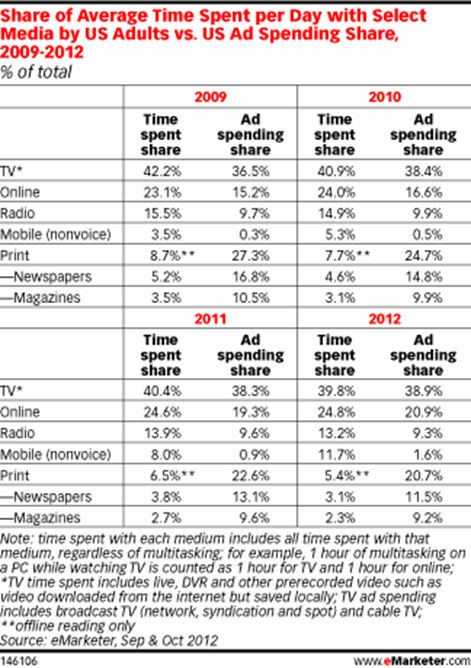 Share of Average Time Spent per Day with Select
Media by US Adults vs. US Ad Spending Share,
2009-2012
% of total
2009 2010
Time spent share Ad spending share Time spent share Ad spending share
TV* 42.2% 36.5% 40.9% 38.4%
Online 23.1% 15.2% 24.0% 16.6%
Radio 15.5% 9.7% 14.9% 9.9%
Mobile (nonvoice) 3.5% 0.3% 5.3% 0.5%
Print 8.7%** 27.3% 7.7%** 24.7%
—Newspapers 5.2% 16.8% 4.6% 14.8%
—Magazines 3.5% 10.5% 3.1% 9.9%
2011 2012
Time spent share Ad spending share Time spent share Ad spending share
TV* 40.4% 38.3% 39.8% 38.9%
Online 24.6% 19.3% 24.8% 20.9%
Radio 13.9% 9.6% 13.2% 9.3%
Mobile (nonvoice) 8.0% 0.9% 11.7% 1.6%
Print 6.5%** 22.6% 5.4%** 20.7%
—Newspapers 3.8% 13.1% 3.1% 11.5%
—Magazines 2.7% 9.6% 2.3% 9.2%
Note: time spent with each medium includes all time spent with that
medium, regardless of multitasking; for example, 1 hour of multitasking on
a PC while watching TV is counted as 1 hour for TV and 1 hour for online;
*TV time spent includes live, DVR and other prerecorded video such as
video downloaded from the internet but saved locally; TV ad spending
includes broadcast TV (network, syndication and spot) and cable TV;
**offline reading only
Source: eMarketer, Sep & Oct 2012
146106 www.eMarketer.com